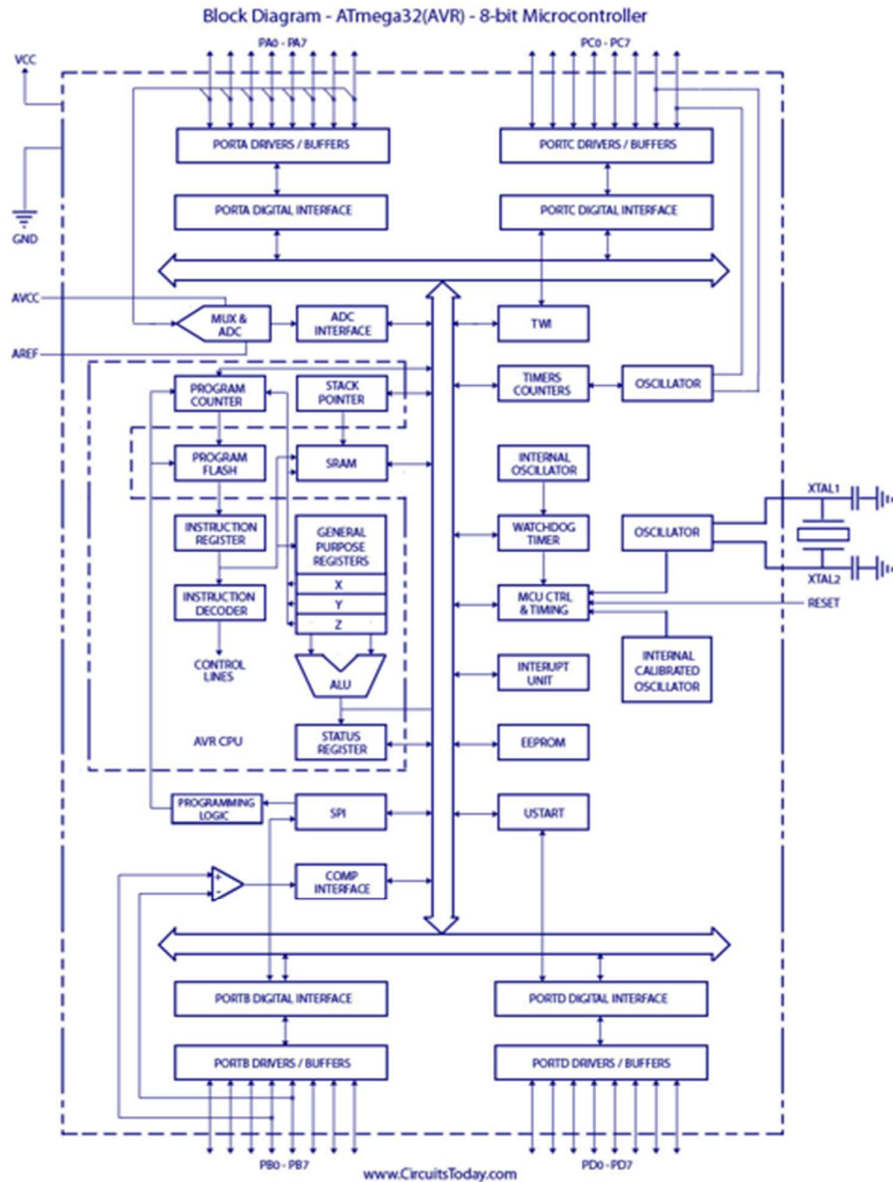 Block Diagram - ATmega32(AVR) - 8-bit Microcontroller
PA0 - PA7
PC0 - PC7
VCC
PORTA DRIVERS / BUFFERS
PORTC DRIVERS / BUFFERS
PORTA DIGITAL INTERFACE
PORTC DIGITAL INTERFACE
GND
AVCC
MUX &
ADC
ADC
INTERFACE
TWI
AREF
PROGRAM
COUNTER
STACK
POINTER
TIMERS
COUNTERS
OSCILLATOR
PROGRAM
FLASH
SRAM
INTERNAL
OSCILLATOR
XTAL1
INSTRUCTION
REGISTER
GENERAL
PURPOSE
REGISTERS
WATCHDOG
TIMER
OSCILLATOR
XTAL2
INSTRUCTION
DECODER
X
Y
Z
MCU CTRL
& TIMING
RESET
CONTROL
LINES
ALU
INTERUPT
UNIT
INTERNAL
CALIBRATED
OSCILLATOR
AVR CPU
STATUS
REGISTER
EEPROM
PROGRAMMING
LOGIC
SPI
USTART
+
-
COMP
INTERFACE
PORTB DIGITAL INTERFACE
PORTD DIGITAL INTERFACE
PORTB DRIVERS / BUFFERS
PORTD DRIVERS / BUFFERS
PB0 - PB7
PD0 - PD7
www.CircuitsToday.com